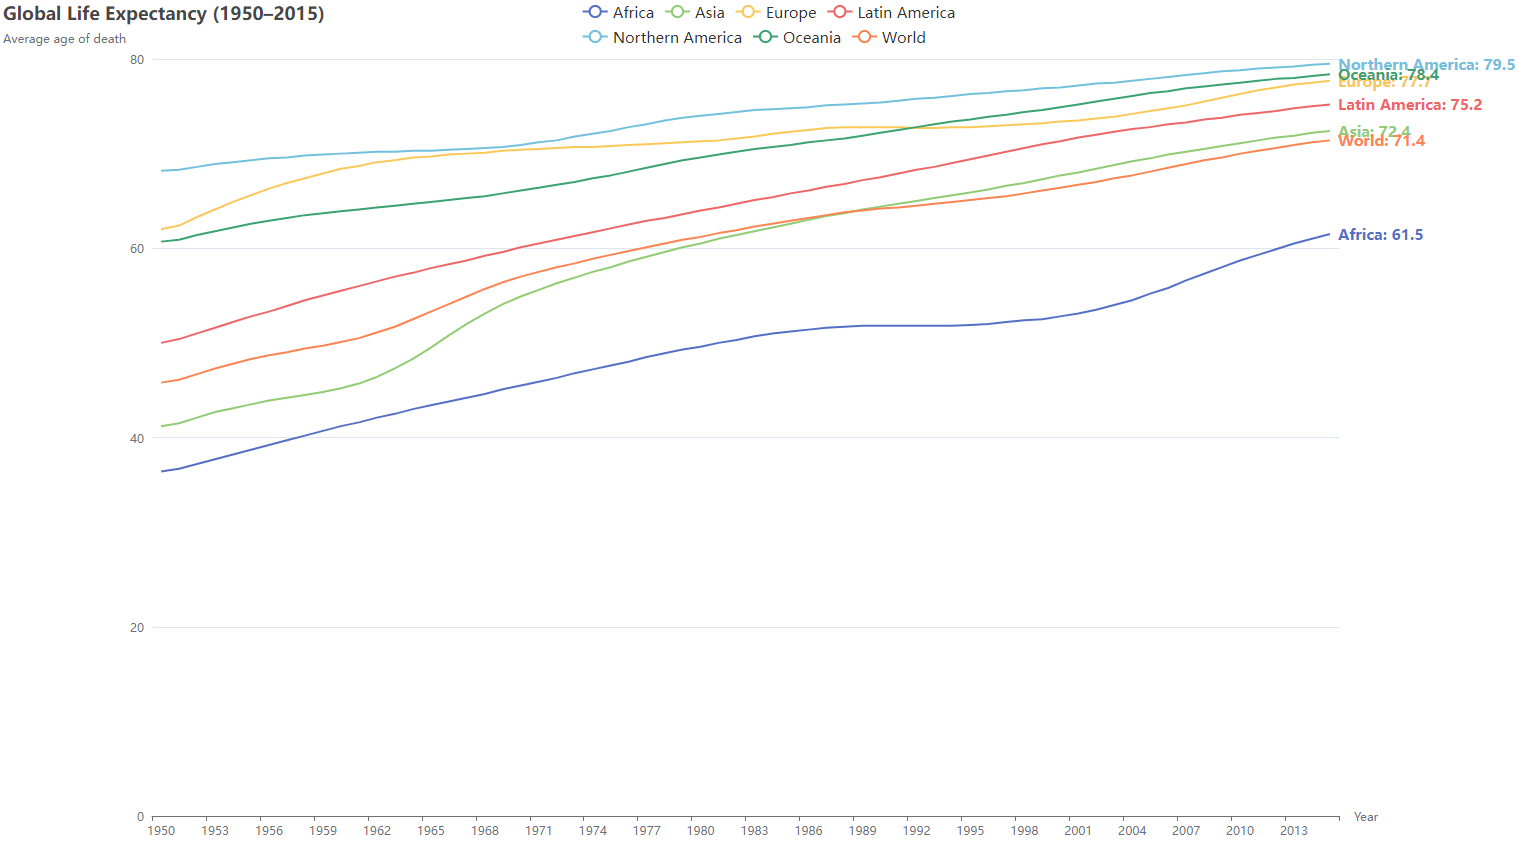 Global Life Expectancy (1950–2015)
Average age of death
Africa Asia Europe Latin America
Northern America Oceania World
80
60
40
20
0
Northern America: 79.5
Oceania: 78.4
Europe: 77.7
Latin America: 75.2
Asia: 72.4
World: 71.4
Africa: 61.5
1950 1953 1956 1959 1962 1965 1968 1971 1974 1977 1980 1983 1986 1989 1992 1995 1998 2001 2004 2007 2010 2013
Year